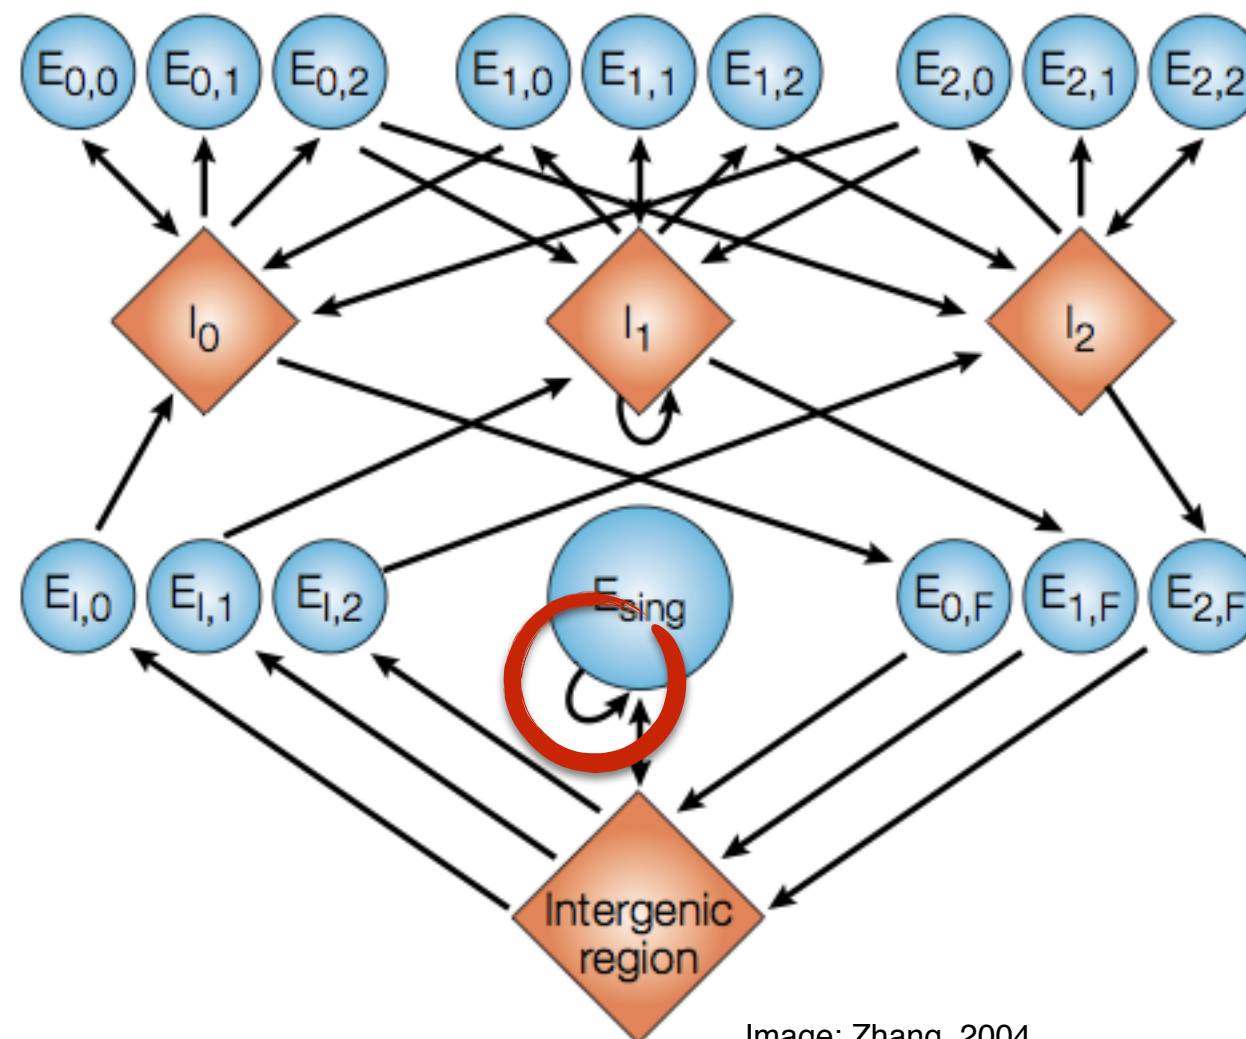 E0,0 E0,1 E0,2 E1,0 E1,1 E1,2 E2,0 E2,1 E2,2
I0 I1 I2
EI,0 EI,1 EI,2 Esing E0,F E1,F E2,F
Intergenic
region
Image: Zhang, 2004